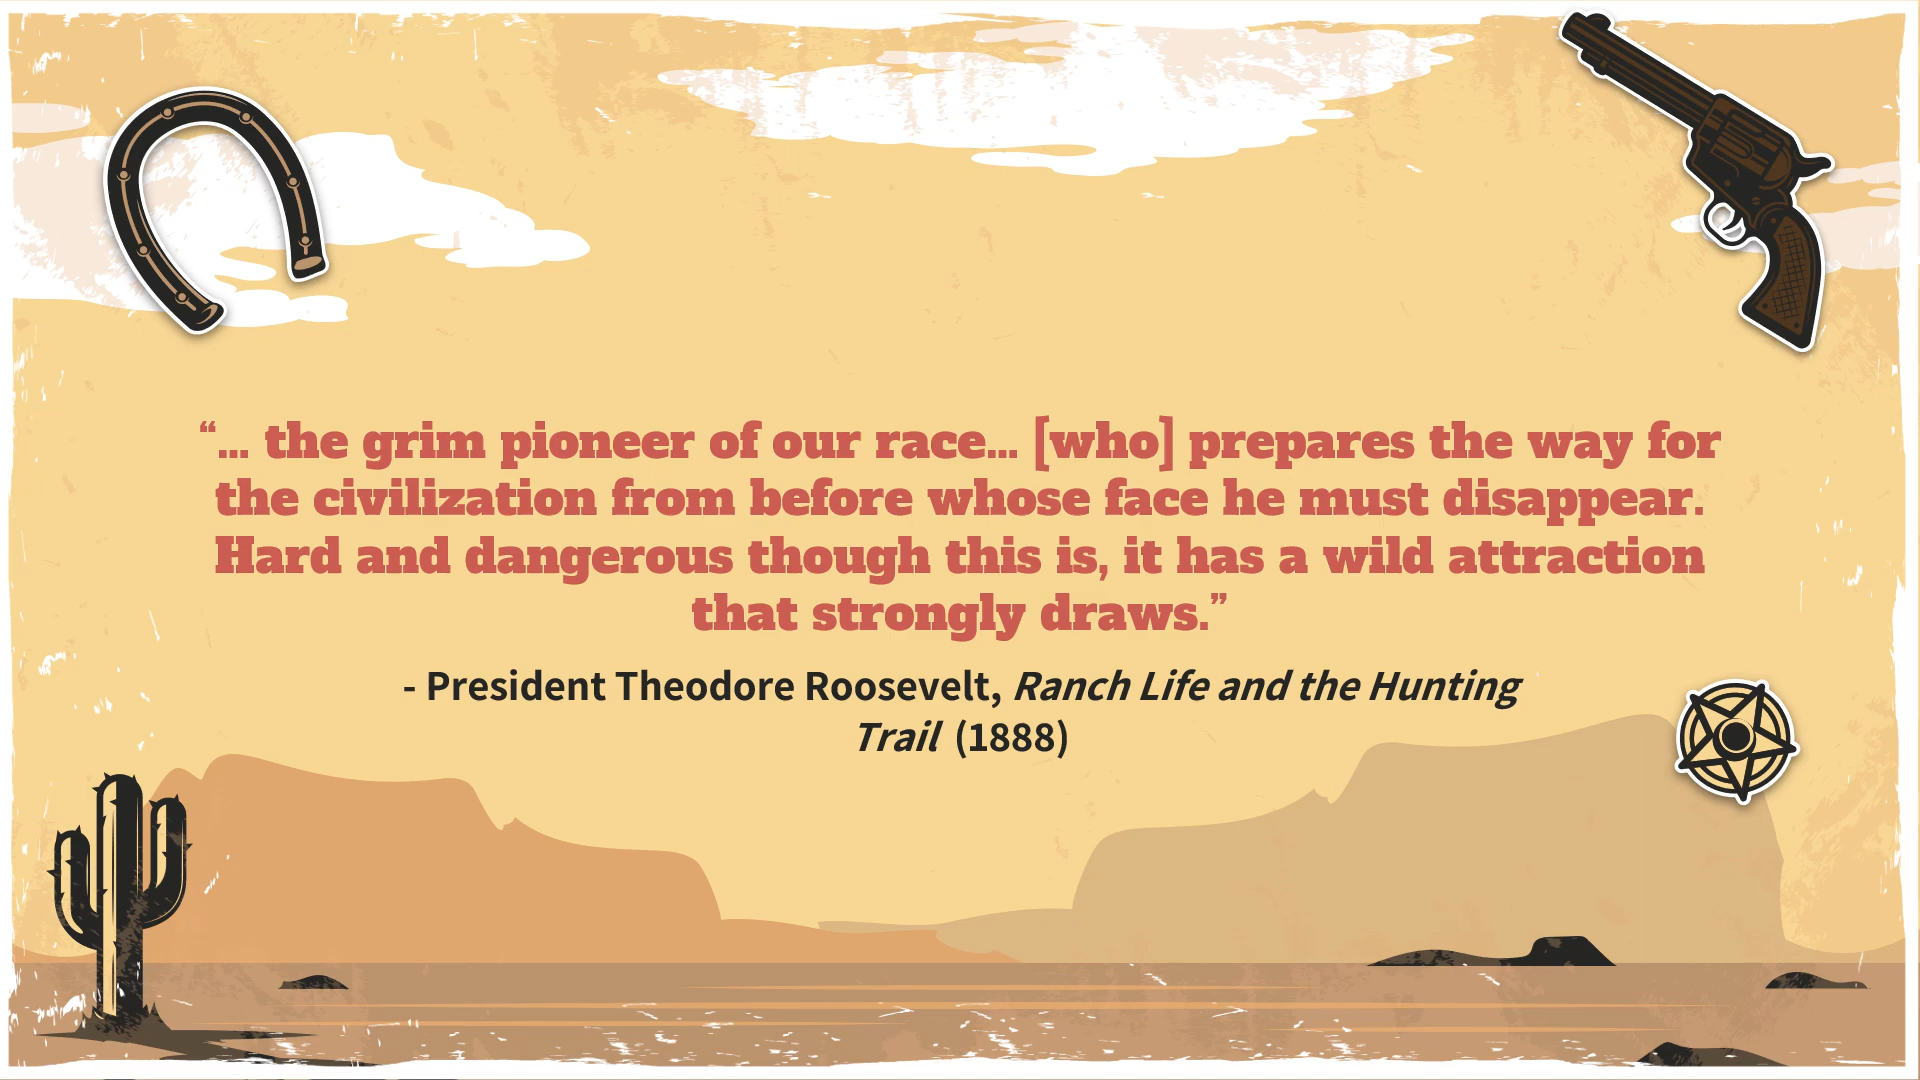 “... the grim pioneer of our race... [who] prepares the way for
the civilization from before whose face he must disappear.
Hard and dangerous though this is, it has a wild attraction
that strongly draws.”
- President Theodore Roosevelt, Ranch Life and the Hunting
Trail (1888)